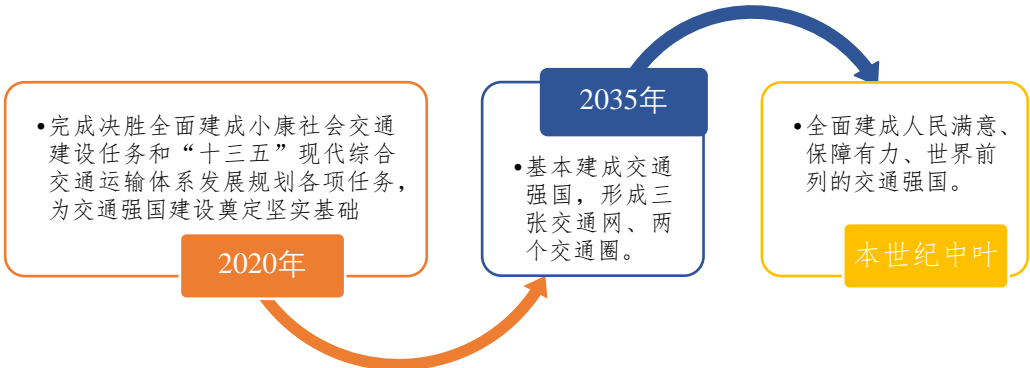 •完成决胜全面建成小康社会交通
建设任务和“十三五”现代综合
交通运输体系发展规划各项任务，
为交通强国建设奠定坚实基础
2020年
2035年
•基本建成交通
强国，形成三
张交通网、两
个交通圈。
•全面建成人民满意、
保障有力、世界前
列的交通强国。
本世纪中叶